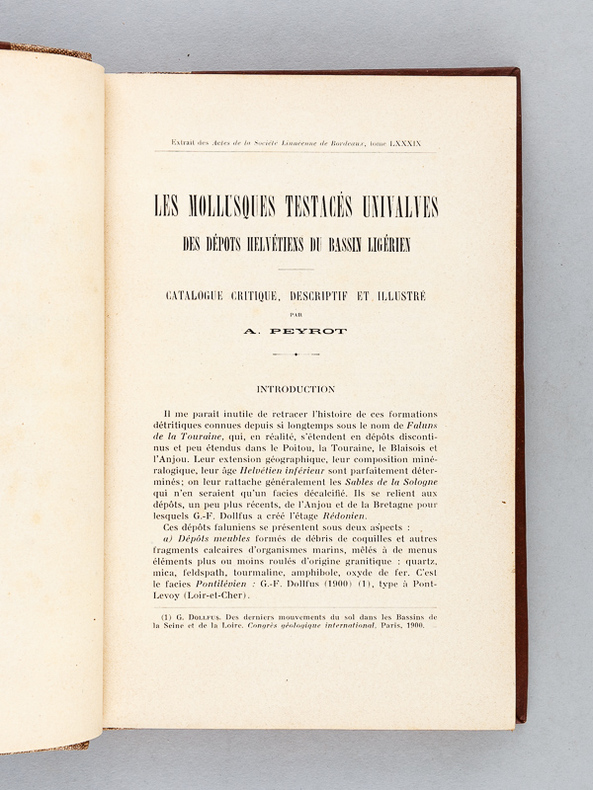 Extrait des Actes de la Société Linnéenne de Bordeaux, tome LXXXIX
LES MOLLUSQUES TESTACÉS UNIVALVES
DES DÉPOTS HELVÉTIENS DU BASSIN LIGÉRIEN
CATALOGUE CRITIQUE, DESCRIPTIF ET ILLUSTRÉ
PAR
A. PEYROT
INTRODUCTION
Il me paraît inutile de retracer l'histoire de ces formations
détritiques connues depuis si longtemps sous le nom de Faluns
de la Touraine, qui, en réalité, s'étendent en dépôts disconti-
nus et peu étendus dans le Poitou, la Touraine, le Blaisois et
l'Anjou. Leur extension géographique, leur composition miné-
ralogique, leur âge Helvétien inférieur sont parfaitement déter-
minés; on leur rattache généralement les Sables de la Sologne
qui n'en seraient qu'un facies décalcifié. Ils se relient aux
dépôts, un peu plus récents, de l'Anjou et de la Bretagne pour
lesquels G.-F. Dollfus a créé l'étage Rédonien.
Ces dépôts faluniens se présentent sous deux aspects :
a) Dépôts meubles formés de débris de coquilles et autres
fragments calcaires d'organismes marins, mêlés à de menus
éléments plus ou moins roulés d'origine granitique : quartz,
mica, feldspath, tourmaline, amphibole, oxyde de fer. C'est
le facies Pontilévien : G.-F. Dollfus (1900) (1), type à Pont-
Levoy (Loir-et-Cher).
(1) G. DOLLFUS. Des derniers mouvements du sol dans les Bassins de
la Seine et de la Loire. Congrès géologique international, Paris, 1900.